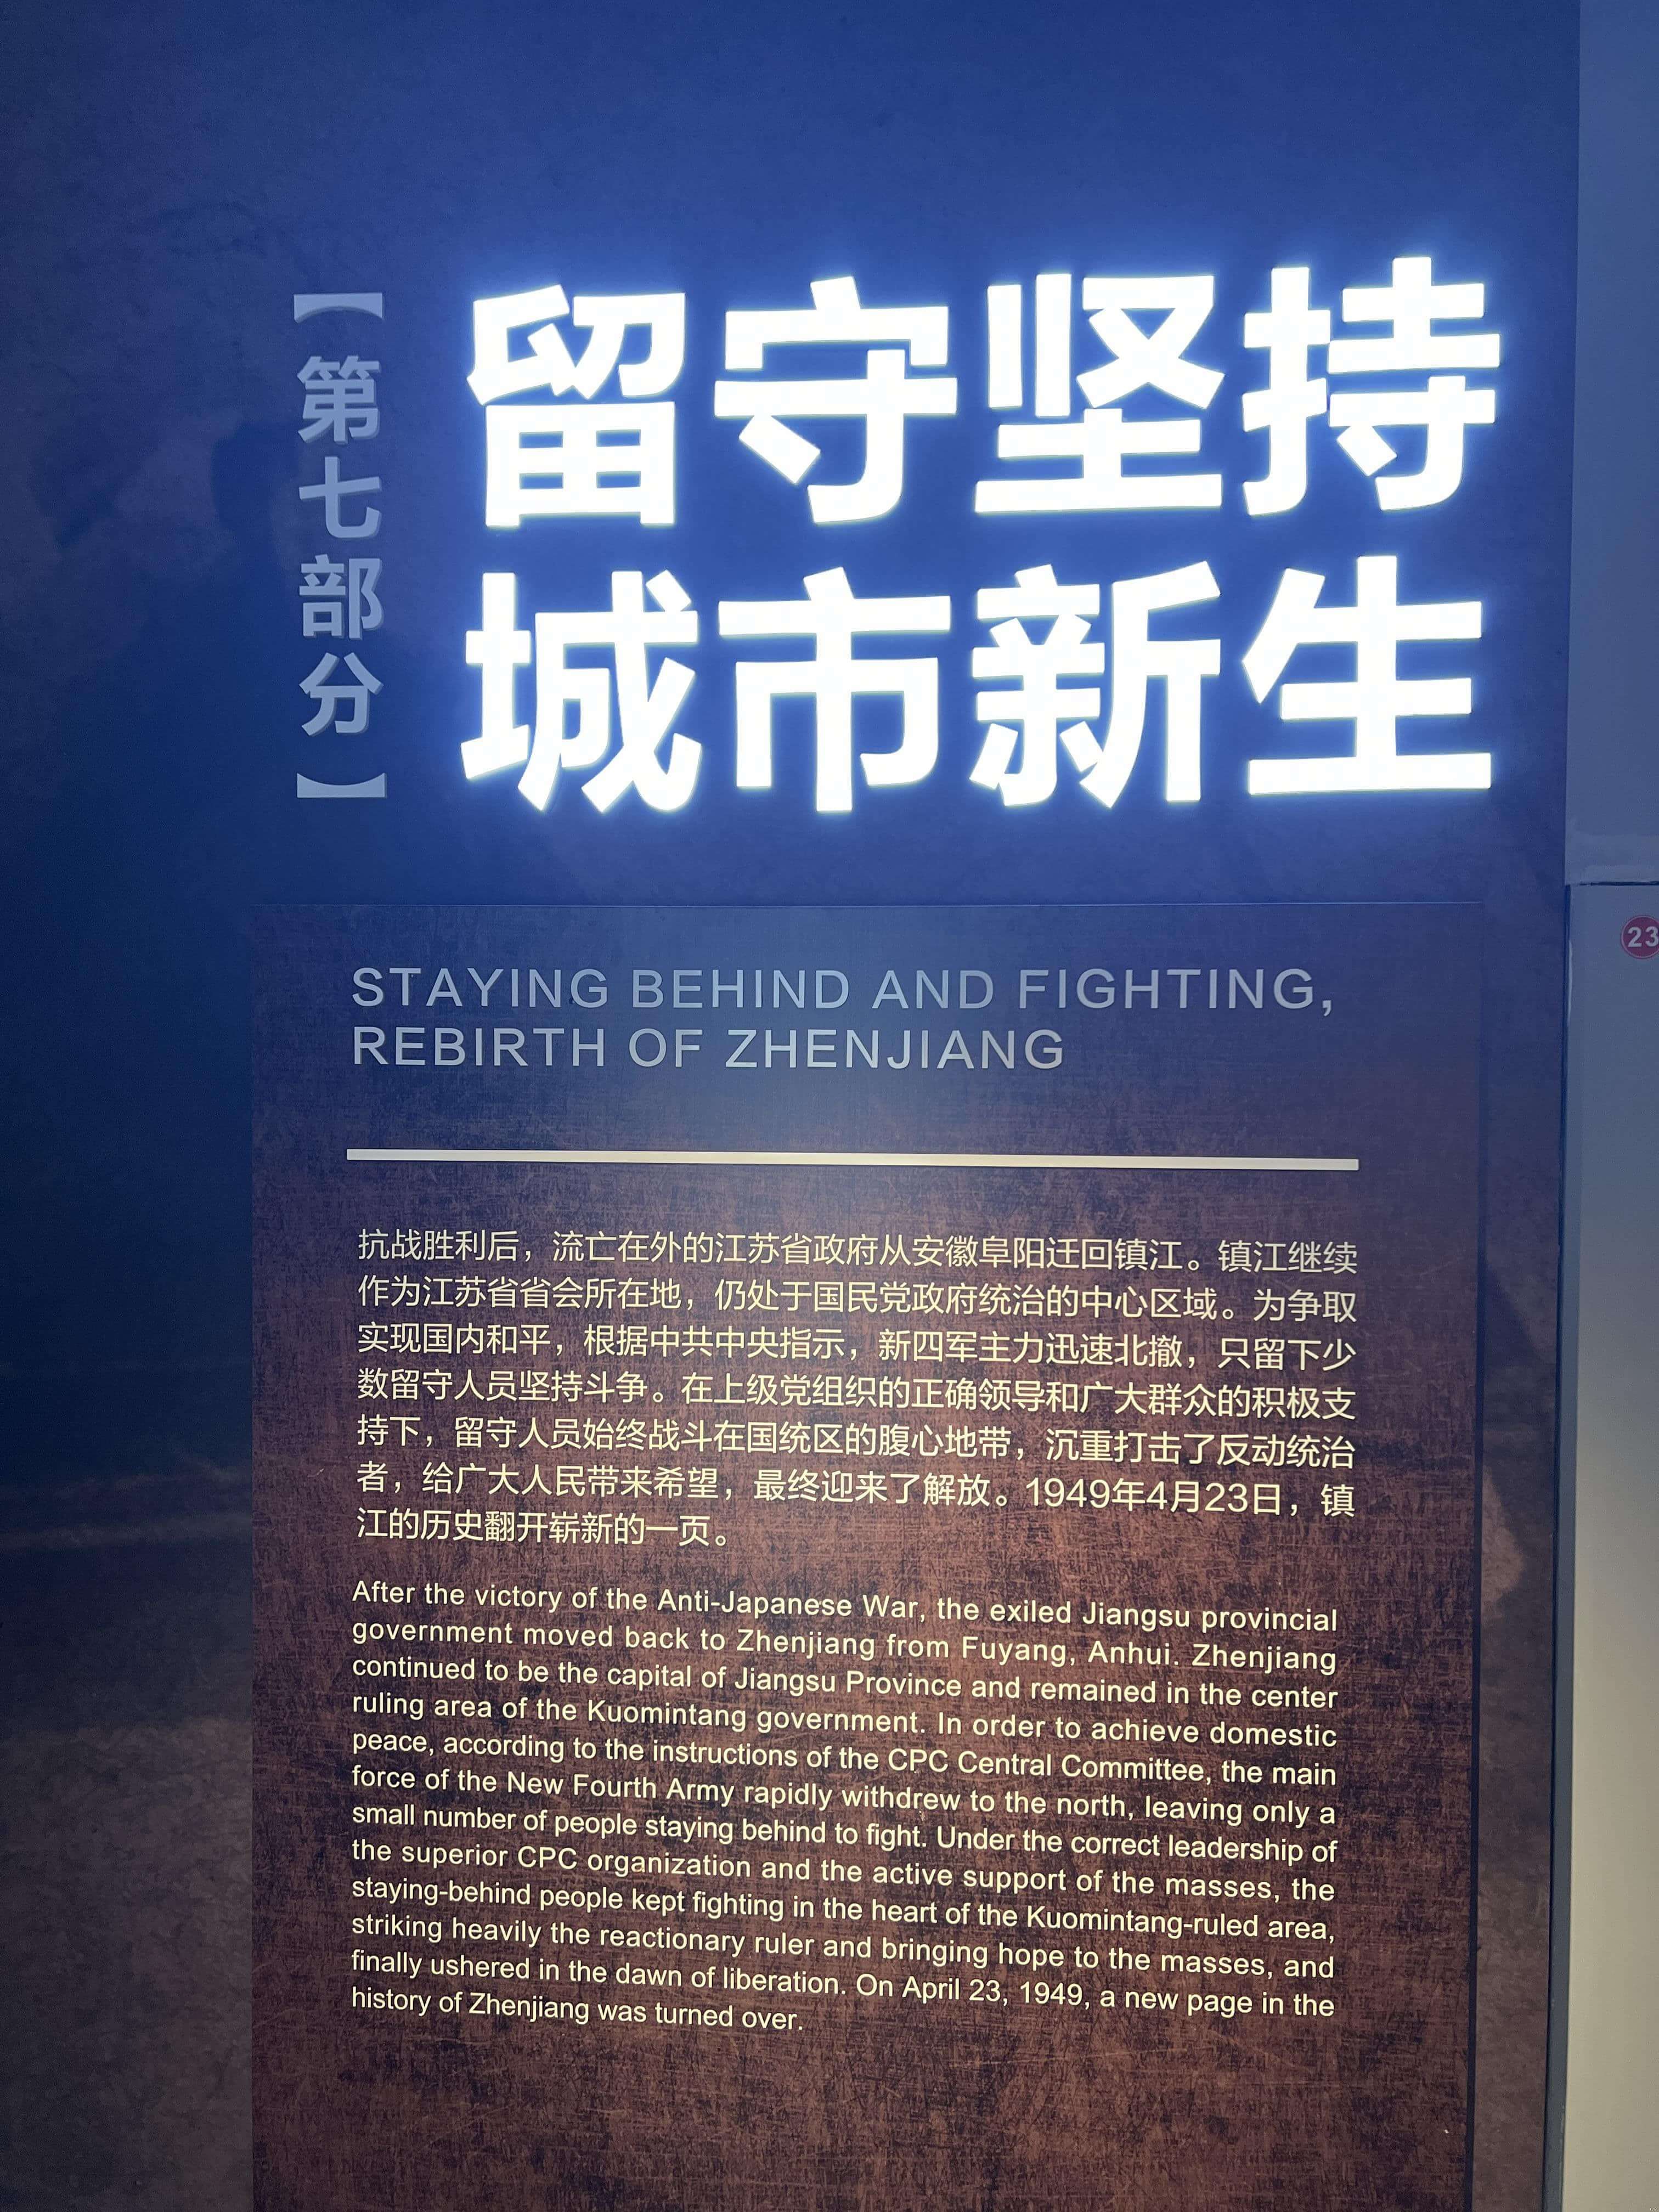 【第七部分】
留守坚持
城市新生
STAYING BEHIND AND FIGHTING,
REBIRTH OF ZHENJIANG
23
抗战胜利后，流亡在外的江苏省政府从安徽阜阳迁回镇江。镇江继续
作为江苏省省会所在地，仍处于国民党政府统治的中心区域。为争取
实现国内和平，根据中共中央指示，新四军主力迅速北撤，只留下少
数留守人员坚持斗争。在上级党组织的正确领导和广大群众的积极支
持下，留守人员始终战斗在国统区的腹心地带，沉重打击了反动统治
者，给广大人民带来希望，最终迎来了解放。1949年4月23日，镇
江的历史翻开崭新的一页。
After the victory of the Anti-Japanese War, the exiled Jiangsu provincial
government moved back to Zhenjiang from Fuyang, Anhui. Zhenjiang
continued to be the capital of Jiangsu Province and remained in the center
ruling area of the Kuomintang government. In order to achieve domestic
peace, according to the instructions of the CPC Central Committee, the main
force of the New Fourth Army rapidly withdrew to the north, leaving only a
small number of people staying behind to fight. Under the correct leadership of
the superior CPC organization and the active support of the masses, the
staying-behind people kept fighting in the heart of the Kuomintang-ruled area,
striking heavily the reactionary ruler and bringing hope to the masses, and
finally ushered in the dawn of liberation. On April 23, 1949, a new page in the
history of Zhenjiang was turned over.